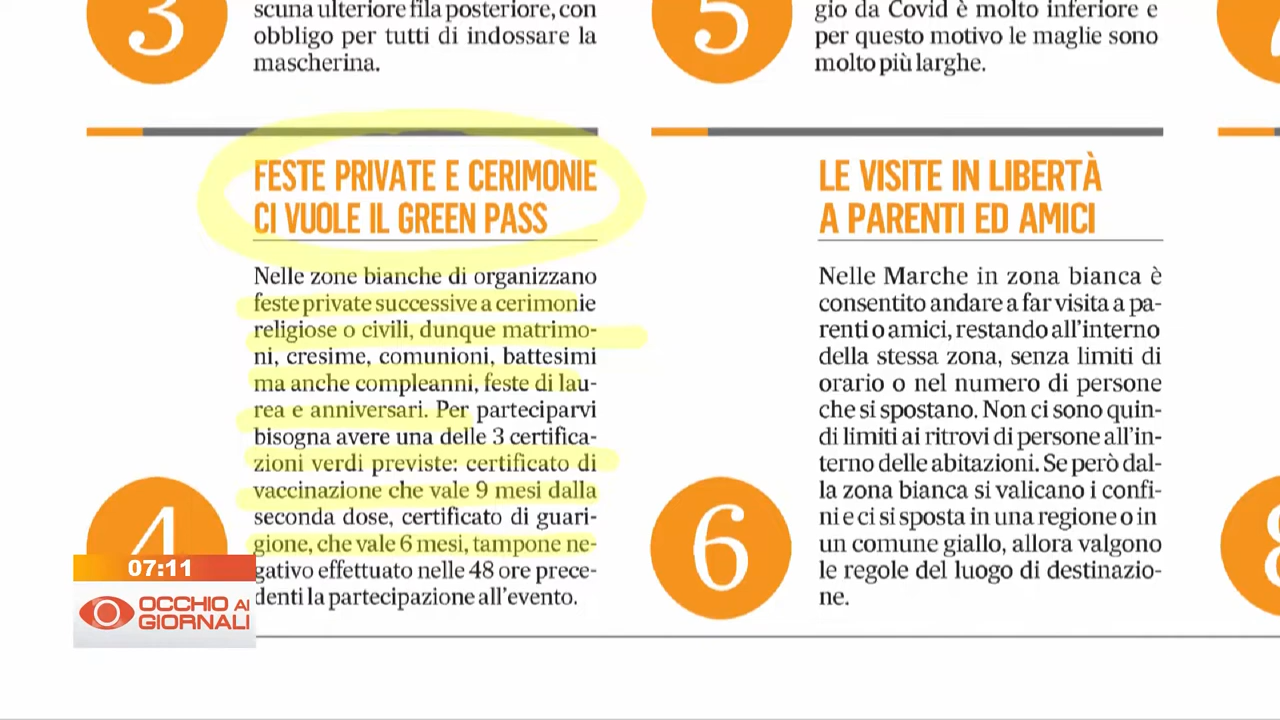 scuna ulteriore fila posteriore, con
obbligo per tutti di indossare la
mascherina.
3
FESTE PRIVATE E CERIMONIE
CI VUOLE IL GREEN PASS
Nelle zone bianche di organizzano
feste private successive a cerimonie
religiose o civili, dunque matrimo-
ni, cresime, comunioni, battesimi
ma anche compleanni, feste di lau-
rea e anniversari. Per parteciparvi
bisogna avere una delle 3 certifica-
zioni verdi previste: certificato di
vaccinazione che vale 9 mesi dalla
seconda dose, certificato di guari-
gione, che vale 6 mesi, tampone ne-
gativo effettuato nelle 48 ore prece-
denti la partecipazione all'evento.
4
gio da Covid è molto inferiore e
per questo motivo le maglie sono
molto più larghe.
5
LE VISITE IN LIBERTÀ
A PARENTI ED AMICI
Nelle Marche in zona bianca è
consentito andare a far visita a pa-
renti o amici, restando all'interno
della stessa zona, senza limiti di
orario o nel numero di persone
che si spostano. Non ci sono quin-
di limiti ai ritrovi di persone all'in-
terno delle abitazioni. Se però dal-
la zona bianca si valicano i confi-
ni e ci si sposta in una regione o in
un comune giallo, allora valgono
le regole del luogo di destinazio-
ne.
6
8
07:11
OCCHIO AI
GIORNALI